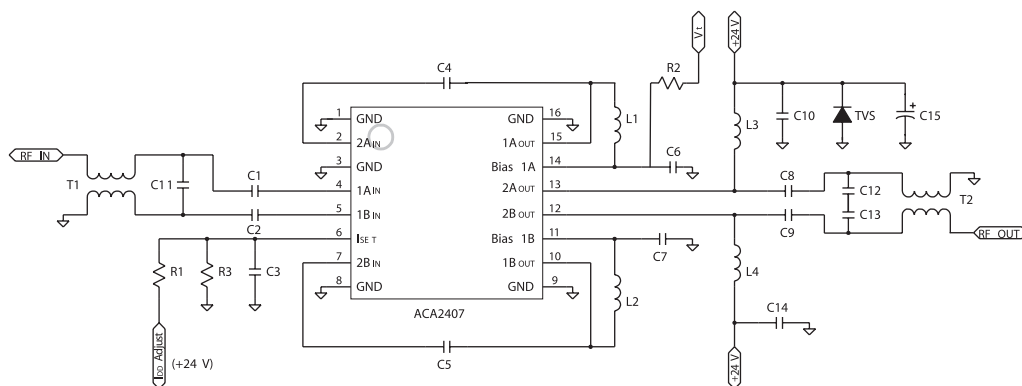 Vt
+24 V
C4
R2
1
GND
16
GND
L1
L3
C10
TVS
+
C15
2
2A IN
1A OUT
15
3
GND
Bias 1A
14
C6
RF IN
T1
C11
C1
4
1A IN
2A OUT
13
C8
C12
T2
C2
5
1B IN
2B OUT
12
C9
C13
RF OUT
6
ISET
Bias 1B
11
C7
R1
R3
C3
7
2B IN
1B OUT
10
L4
8
GND
GND
9
L2
ACA2407
C14
C5
IDD Adjust
(+24 V)
+24 V